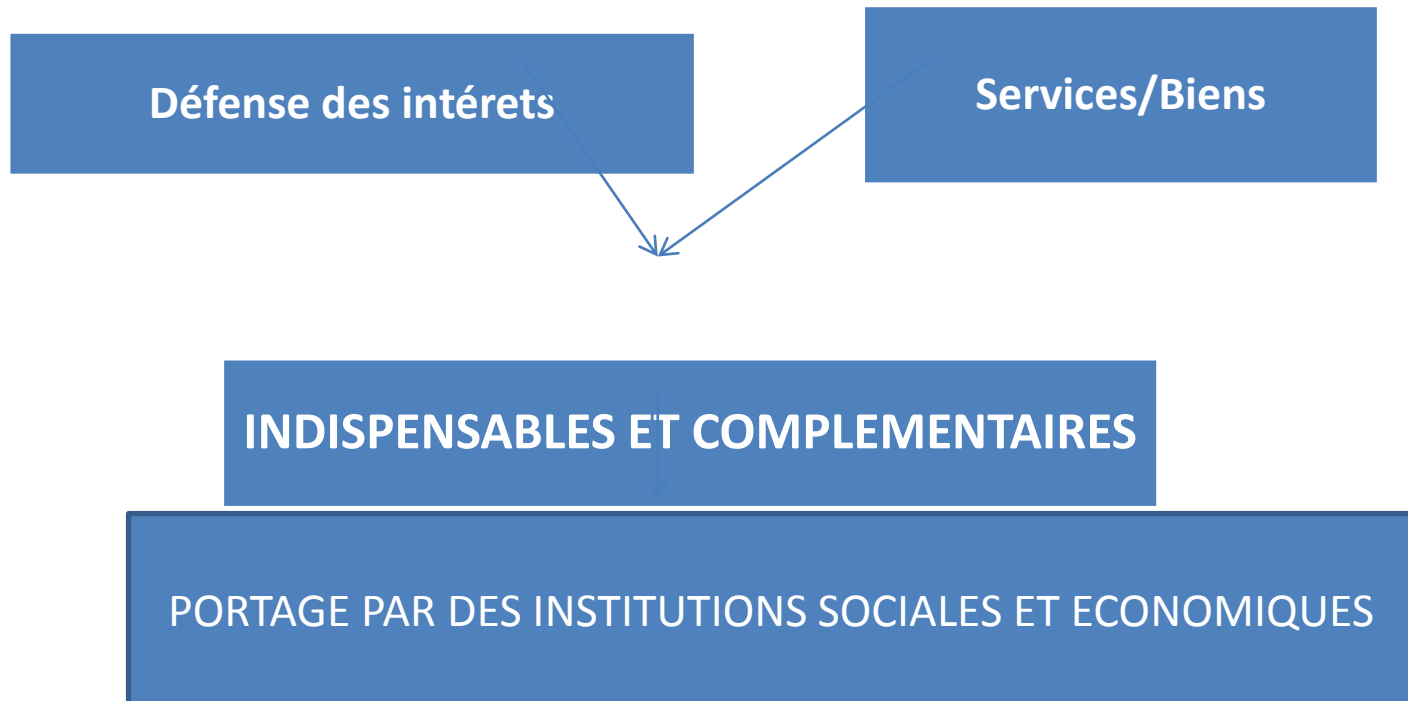 Défense des intérets
Services/Biens
INDISPENSABLES ET COMPLEMENTAIRES
PORTAGE PAR DES INSTITUTIONS SOCIALES ET ECONOMIQUES